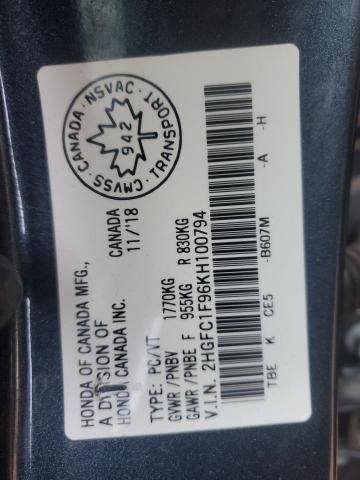 CMVSS · CANADA · NSVAC · TRANSPORT
942
HONDA OF CANADA MFG.,
A DIVISION OF
HONDA CANADA INC.
CANADA
11/'18
TYPE: PC/VT
GVWR /PNBV 1770KG
GAWR /PNBE F 955KG R 830KG
V.I.N. 2HGFC1F96KH100794
-B607M -A -H
TBE K CE5